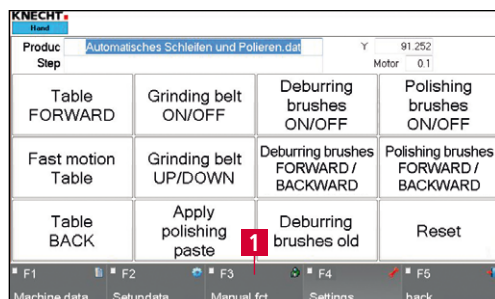 KNECHT
Hand
Produc Automatisches Schleifen und Polieren.dat Y 91.252
Step Motor 0.1
Table FORWARD
Grinding belt ON/OFF
Deburring brushes ON/OFF
Polishing brushes ON/OFF
Fast motion Table
Grinding belt UP/DOWN
Deburring brushes FORWARD / BACKWARD
Polishing brushes FORWARD / BACKWARD
Table BACK
Apply polishing paste
Deburring brushes old
Reset
1
F1 F2 F3 F4 F5
Machine data Setupdata Manual fct. Settings back